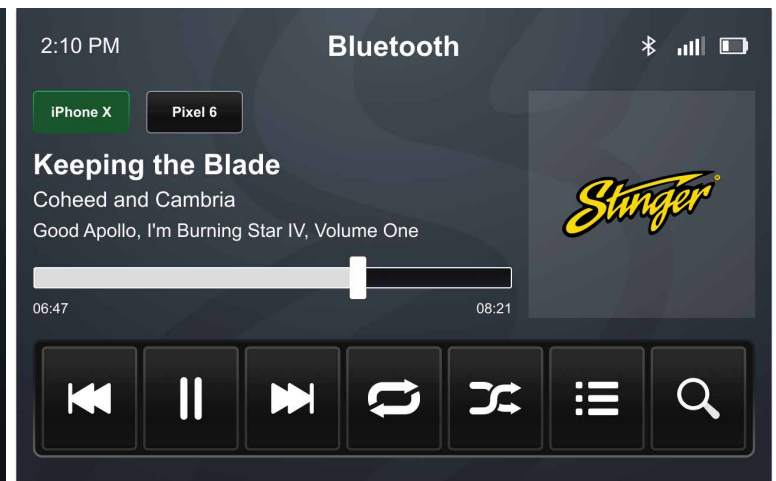 2:10 PM
Bluetooth
iPhone X
Pixel 6
Keeping the Blade
Coheed and Cambria
Good Apollo, I'm Burning Star IV, Volume One
06:47
08:21
Stinger®